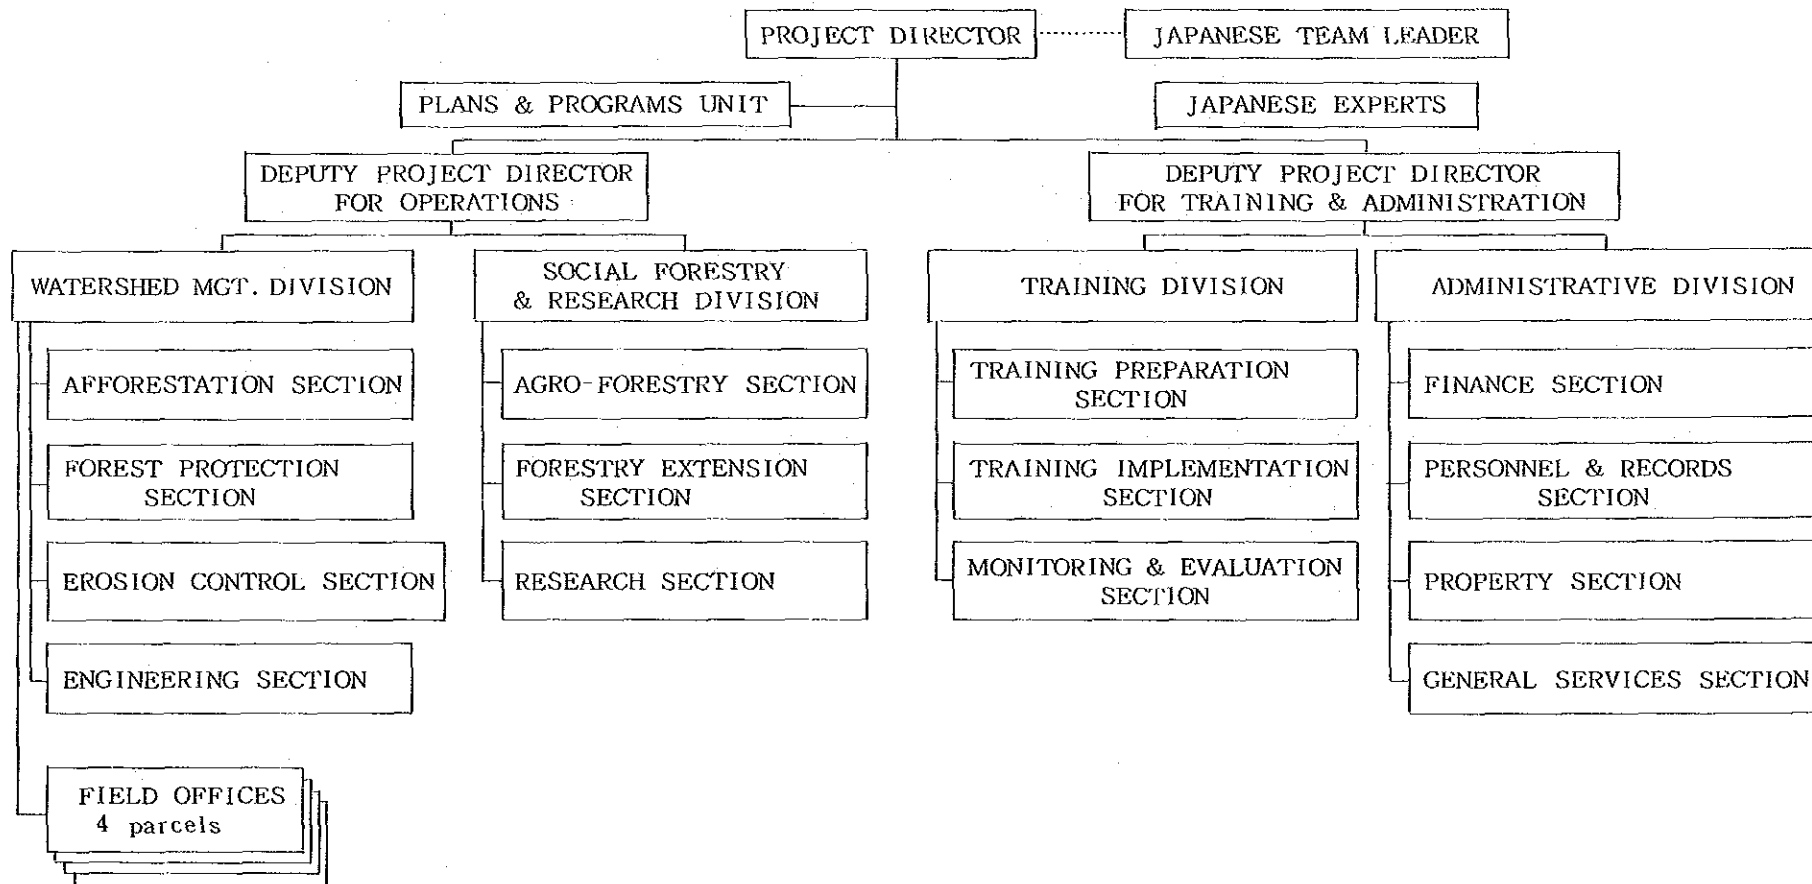 PROJECT DIRECTOR
JAPANESE TEAM LEADER
PLANS & PROGRAMS UNIT
JAPANESE EXPERTS
DEPUTY PROJECT DIRECTOR
FOR OPERATIONS
DEPUTY PROJECT DIRECTOR
FOR TRAINING & ADMINISTRATION
WATERSHED MGT. DIVISION
SOCIAL FORESTRY
& RESEARCH DIVISION
TRAINING DIVISION
ADMINISTRATIVE DIVISION
AFFORESTATION SECTION
AGRO-FORESTRY SECTION
TRAINING PREPARATION
SECTION
FINANCE SECTION
FOREST PROTECTION
SECTION
FORESTRY EXTENSION
SECTION
TRAINING IMPLEMENTATION
SECTION
PERSONNEL & RECORDS
SECTION
EROSION CONTROL SECTION
RESEARCH SECTION
MONITORING & EVALUATION
SECTION
PROPERTY SECTION
ENGINEERING SECTION
GENERAL SERVICES SECTION
FIELD OFFICES
4 parcels